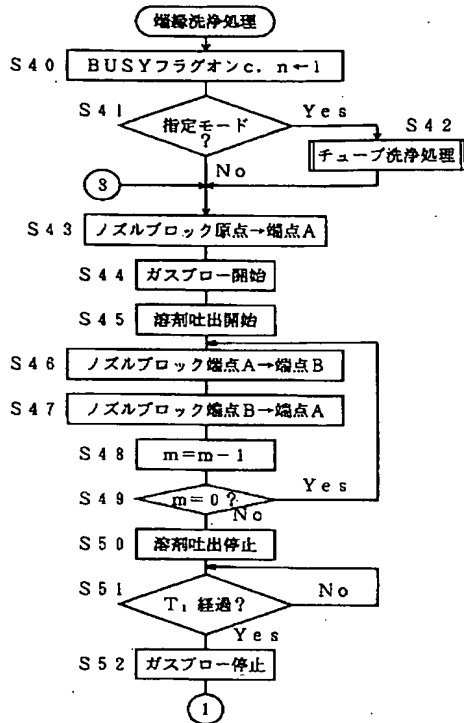 端縁洗浄処理
S40 BUSYフラグオンc，n←1
S41 指定モード?
Yes
S42 チューブ洗浄処理
No
3
S43 ノズルブロック原点→端点A
S44 ガスブロー開始
S45 溶剤吐出開始
S46 ノズルブロック端点A→端点B
S47 ノズルブロック端点B→端点A
S48 m=m-1
S49 m=0?
Yes
No
S50 溶剤吐出停止
S51 T₁経過?
No
Yes
S52 ガスブロー停止
1